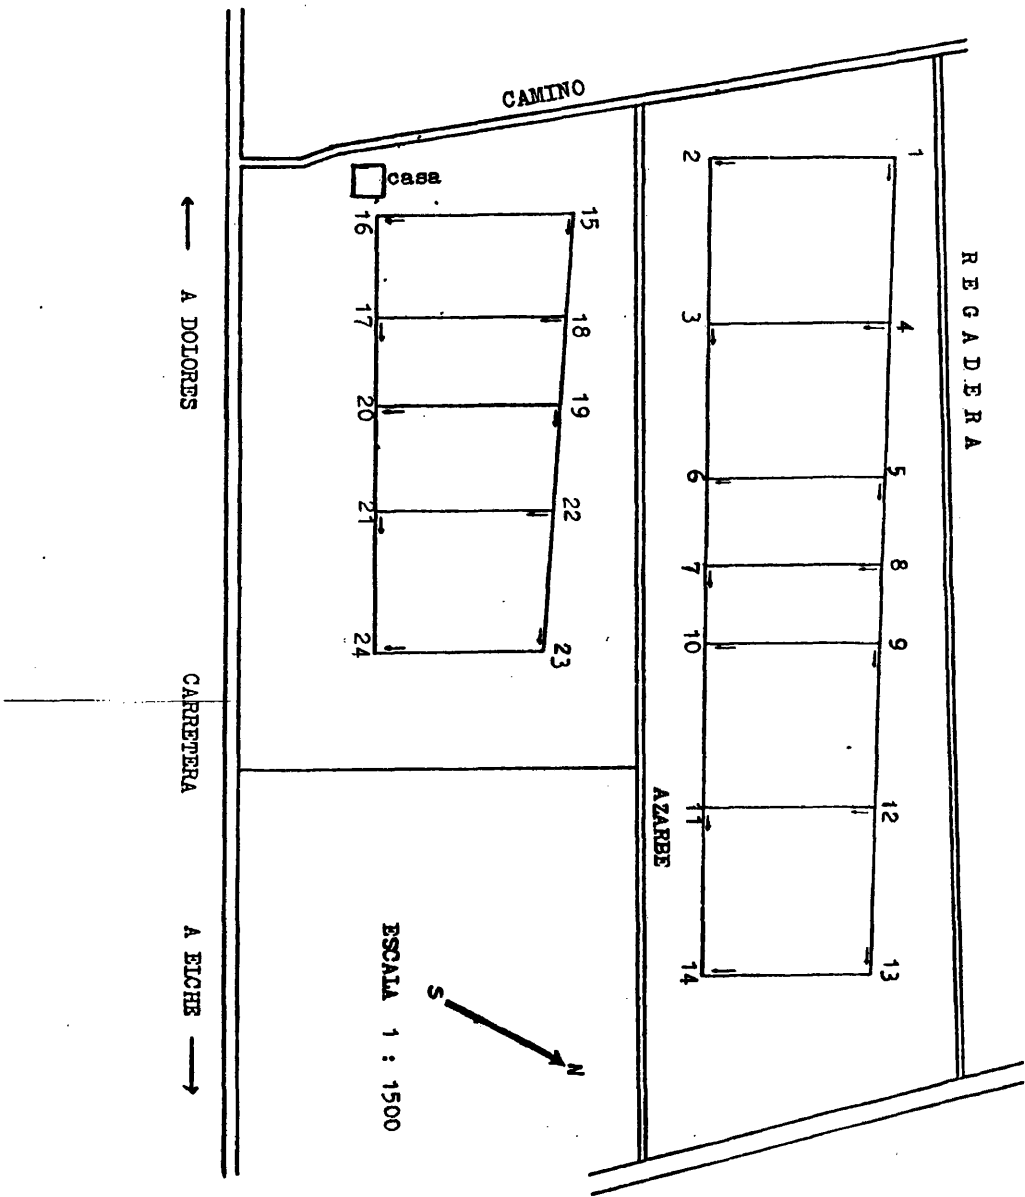 CAMINO
casa
REGADERA
1
2
3
4
5
6
7
8
9
10
11
12
13
14
15
16
17
18
19
20
21
22
23
24
AZARBE
← A DOLORES
CARRETERA
A ELCHE →
ESCALA 1 : 1500
S
N